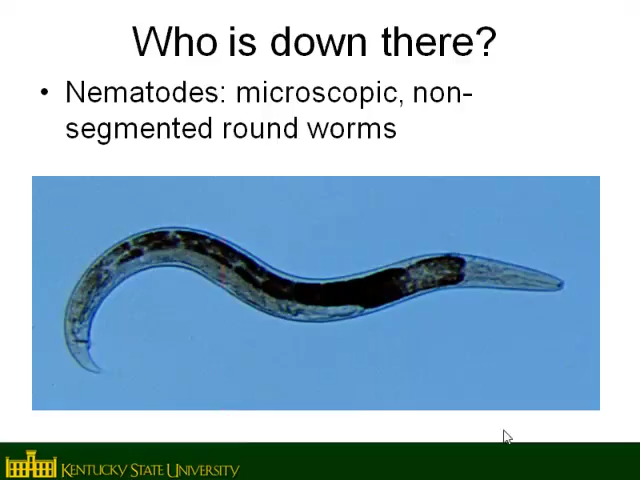 Who is down there?
• Nematodes: microscopic, non-
segmented round worms
KENTUCKY STATE UNIVERSITY